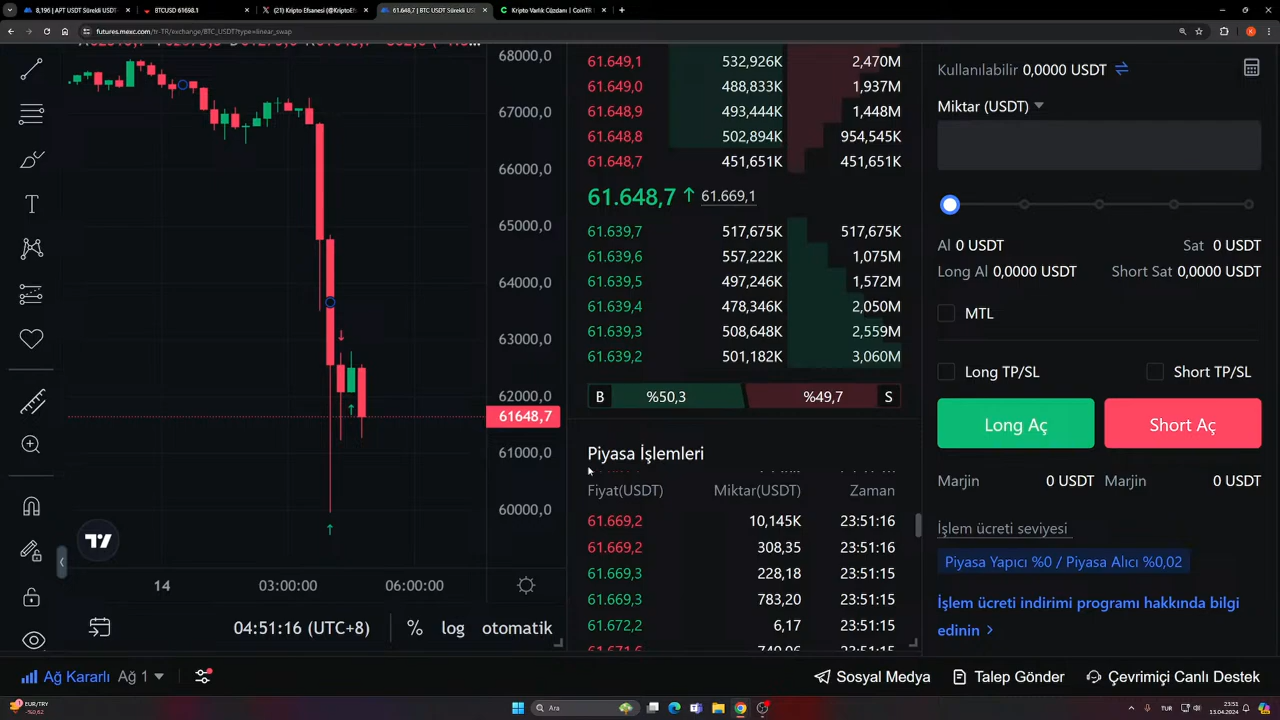 8,196 | APT USDT Sürekli USDT-
BTCUSD 61698.1
(21) Kripto Efsanesi (@KriptoEf
61.648,7 | BTC USDT Sürekli US
Kripto Varlık Cüzdanı | CoinTR
futures.mexc.com/tr-TR/exchange/BTC_USDT?type=linear_swap
68000,0
67000,0
66000,0
65000,0
64000,0
63000,0
62000,0
61648,7
61000,0
60000,0
14
03:00:00
06:00:00
04:51:16 (UTC+8)
%
log
otomatik
61.649,1 532,926K 2,470M
61.649,0 488,833K 1,937M
61.648,9 493,444K 1,448M
61.648,8 502,894K 954,545K
61.648,7 451,651K 451,651K
61.648,7 ↑ 61.669,1
61.639,7 517,675K 517,675K
61.639,6 557,222K 1,075M
61.639,5 497,246K 1,572M
61.639,4 478,346K 2,050M
61.639,3 508,648K 2,559M
61.639,2 501,182K 3,060M
B %50,3 %49,7 S
Piyasa İşlemleri
Fiyat(USDT) Miktar(USDT) Zaman
61.669,2 10,145K 23:51:16
61.669,2 308,35 23:51:16
61.669,3 228,18 23:51:15
61.669,3 783,20 23:51:15
61.672,2 6,17 23:51:15
Kullanılabilir 0,0000 USDT
Miktar (USDT)
Al 0 USDT Sat 0 USDT
Long Al 0,0000 USDT Short Sat 0,0000 USDT
MTL
Long TP/SL Short TP/SL
Long Aç Short Aç
Marjin 0 USDT Marjin 0 USDT
İşlem ücreti seviyesi
Piyasa Yapıcı %0 / Piyasa Alıcı %0,02
İşlem ücreti indirimi programı hakkında bilgi
edinin >
Ağ Kararlı Ağ 1
Sosyal Medya Talep Gönder Çevrimiçi Canlı Destek
EUR/TRY
Ara
TUR
23:51
13.04.2024